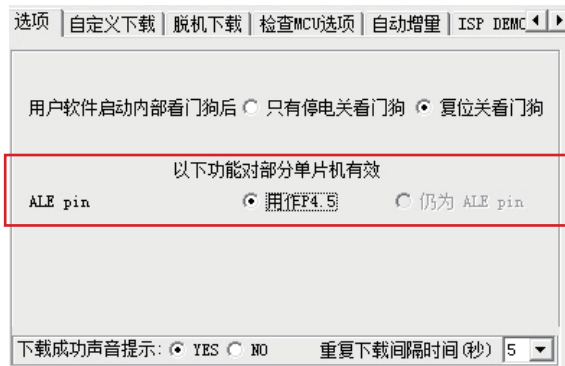 选项 自定义下载 脱机下载 检查MCU选项 自动增量 ISP DEMO
用户软件启动内部看门狗后 只有停电关看门狗 复位关看门狗
以下功能对部分单片机有效
ALE pin 用作P4.5 仍为 ALE pin
下载成功声音提示: YES NO 重复下载间隔时间(秒) 5